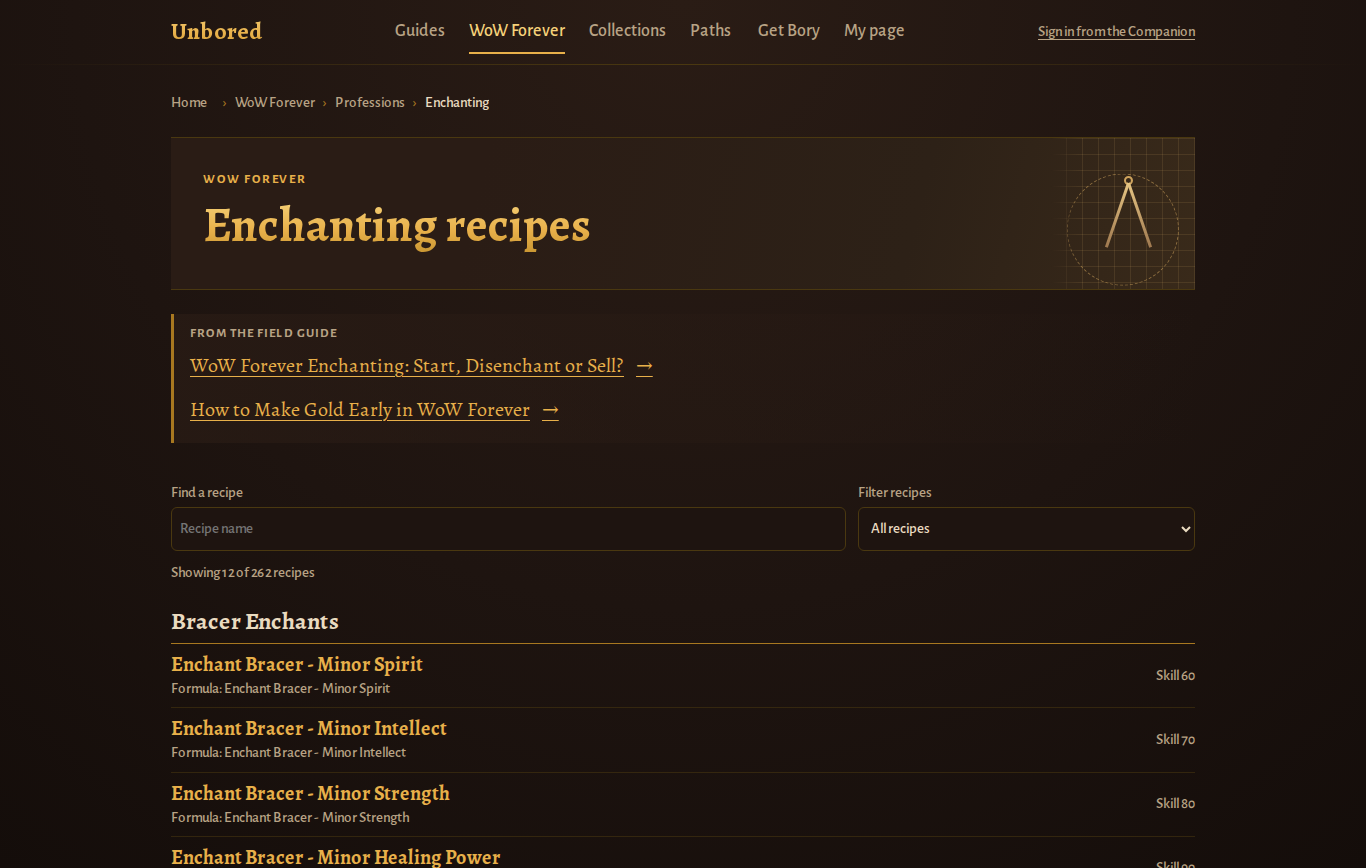 Unbored
Guides WoW Forever Collections Paths Get Bory My page
Sign in from the Companion
Home › WoW Forever › Professions › Enchanting
WOW FOREVER
Enchanting recipes
FROM THE FIELD GUIDE
WoW Forever Enchanting: Start, Disenchant or Sell? →
How to Make Gold Early in WoW Forever →
Find a recipe
Recipe name
Filter recipes
All recipes
Showing 12 of 262 recipes
Bracer Enchants
Enchant Bracer - Minor Spirit
Formula: Enchant Bracer - Minor Spirit
Skill 60
Enchant Bracer - Minor Intellect
Formula: Enchant Bracer - Minor Intellect
Skill 70
Enchant Bracer - Minor Strength
Formula: Enchant Bracer - Minor Strength
Skill 80
Enchant Bracer - Minor Healing Power